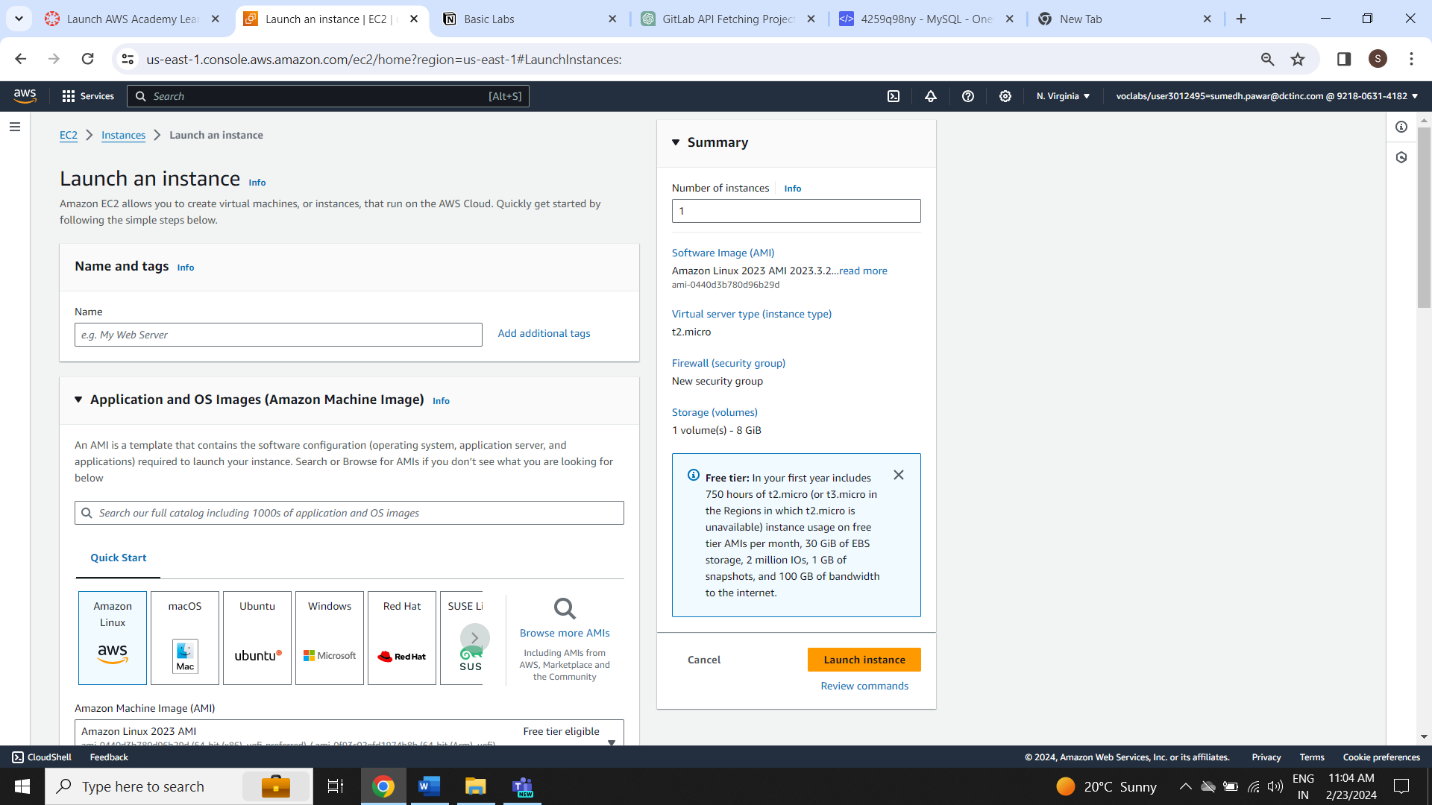 Launch AWS Academy Lea
Launch an instance | EC2 |
Basic Labs
GitLab API Fetching Project
4259q98ny - MySQL - One
New Tab
us-east-1.console.aws.amazon.com/ec2/home?region=us-east-1#LaunchInstances:
S
aws
Services
Search
[Alt+S]
N. Virginia
voclabs/user3012495=sumedh.pawar@dctinc.com @ 9218-0631-4182
EC2 > Instances > Launch an instance
Launch an instance Info
Amazon EC2 allows you to create virtual machines, or instances, that run on the AWS Cloud. Quickly get started by
following the simple steps below.
Name and tags Info
Name
e.g. My Web Server
Add additional tags
Application and OS Images (Amazon Machine Image) Info
An AMI is a template that contains the software configuration (operating system, application server, and
applications) required to launch your instance. Search or Browse for AMIs if you don't see what you are looking for
below
Search our full catalog including 1000s of application and OS images
Quick Start
Amazon
Linux
aws
macOS
Mac
Ubuntu
ubuntu
Windows
Microsoft
Red Hat
Red Hat
SUSE Li
SUS
Browse more AMIs
Including AMIs from
AWS, Marketplace and
the Community
Amazon Machine Image (AMI)
Amazon Linux 2023 AMI
Free tier eligible
Summary
Number of instances Info
1
Software Image (AMI)
Amazon Linux 2023 AMI 2023.3.2...read more
ami-0440d3b780d96b29d
Virtual server type (instance type)
t2.micro
Firewall (security group)
New security group
Storage (volumes)
1 volume(s) - 8 GiB
Free tier: In your first year includes
750 hours of t2.micro (or t3.micro in
the Regions in which t2.micro is
unavailable) instance usage on free
tier AMIs per month, 30 GiB of EBS
storage, 2 million IOs, 1 GB of
snapshots, and 100 GB of bandwidth
to the internet.
Cancel
Launch instance
Review commands
CloudShell
Feedback
© 2024, Amazon Web Services, Inc. or its affiliates.
Privacy
Terms
Cookie preferences
Type here to search
NEW
20°C Sunny
ENG
IN
11:04 AM
2/23/2024